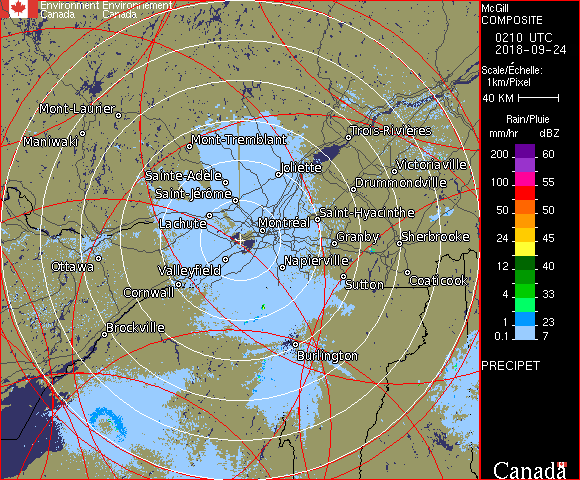 Environment Environnement
Canada Canada
McGill
COMPOSITE
0210 UTC
2018-09-24
Scale/Échelle:
1km/Pixel
40 KM
Rain/Pluie
mm/hr dBZ
200 60
100 55
50 50
24 45
12 40
4 33
1 23
0.1 7
PRECIPET
Canada
Mont-Laurier
Maniwaki
Mont-Tremblant
Trois-Rivières
Joliette
Victoriaville
Sainte-Adèle
Drummondville
Saint-Jérôme
Saint-Hyacinthe
Lachute
Montréal
Granby
Sherbrooke
Ottawa
Valleyfield
Napierville
Sutton
Coaticook
Cornwall
Brockville
Burlington